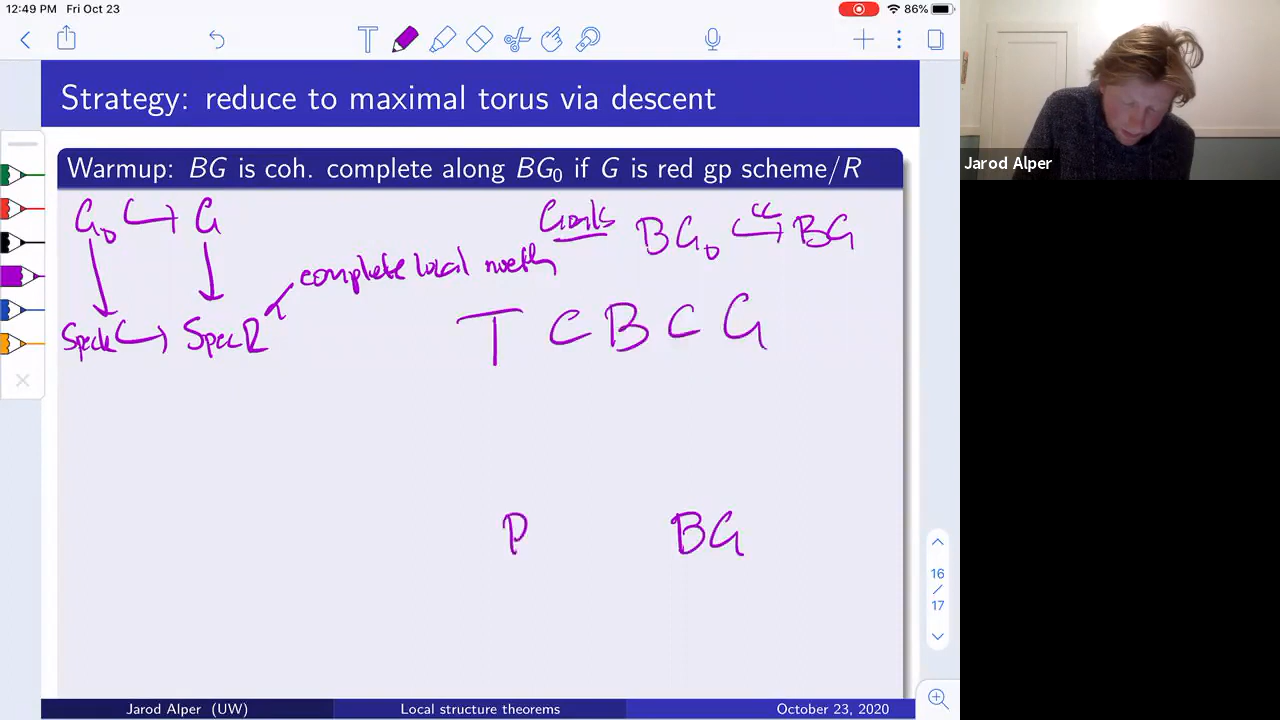 12:49 PM Fri Oct 23
86%
Strategy: reduce to maximal torus via descent
Warmup: BG is coh. complete along BG₀ if G is red gp scheme/R
G₀ ↪ G
Goals BG₀ ↪ BG
cc
complete local noeth
Spec k ↪ Spec R
T ⊂ B ⊂ G
BG
16
/
17
Jarod Alper (UW)
Local structure theorems
October 23, 2020
Jarod Alper